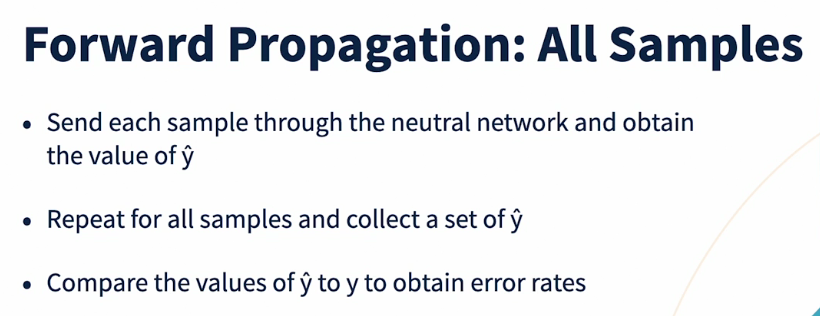 Forward Propagation: All Samples
• Send each sample through the neutral network and obtain
the value of ŷ
• Repeat for all samples and collect a set of ŷ
• Compare the values of ŷ to y to obtain error rates